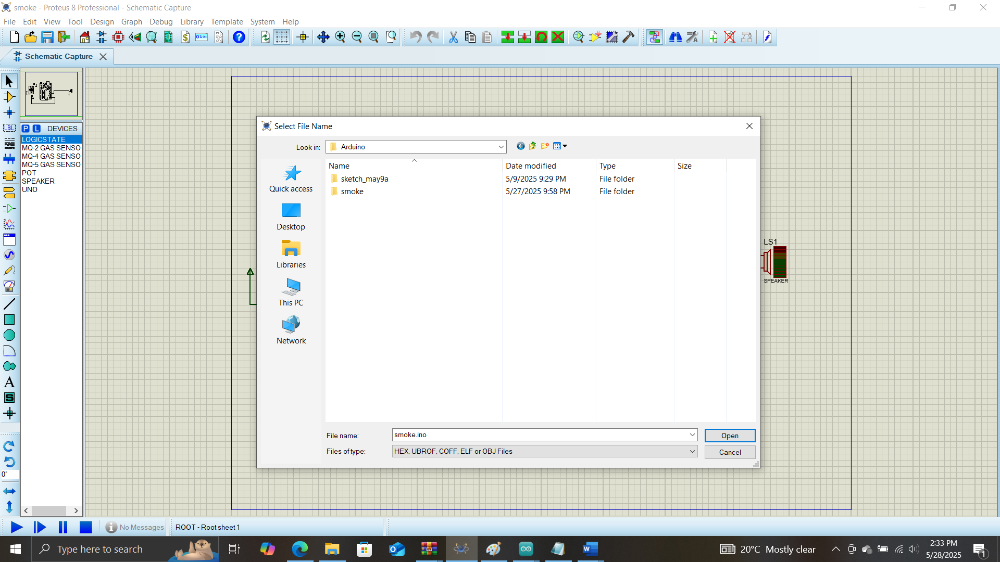 smoke - Proteus 8 Professional - Schematic Capture
File Edit View Tool Design Graph Debug Library Template System Help
Schematic Capture
P L DEVICES
LOGICSTATE
MQ-2 GAS SENSO
MQ-4 GAS SENSO
MQ-5 GAS SENSO
POT
SPEAKER
UNO
LBL
A
S
0°
Select File Name
Look in: Arduino
Name Date modified Type Size
sketch_may9a 5/9/2025 9:29 PM File folder
smoke 5/27/2025 9:58 PM File folder
Quick access
Desktop
Libraries
This PC
Network
File name: smoke.ino Open
Files of type: HEX, UBROF, COFF, ELF or OBJ Files Cancel
LS1
SPEAKER
No Messages ROOT - Root sheet 1
Type here to search
20°C Mostly clear
2:33 PM
5/28/2025
1